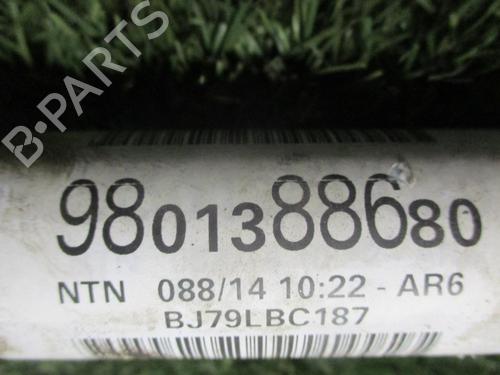 B-PARTS
9801388680
NTN 088/14 10:22 - AR6
BJ79LBC187